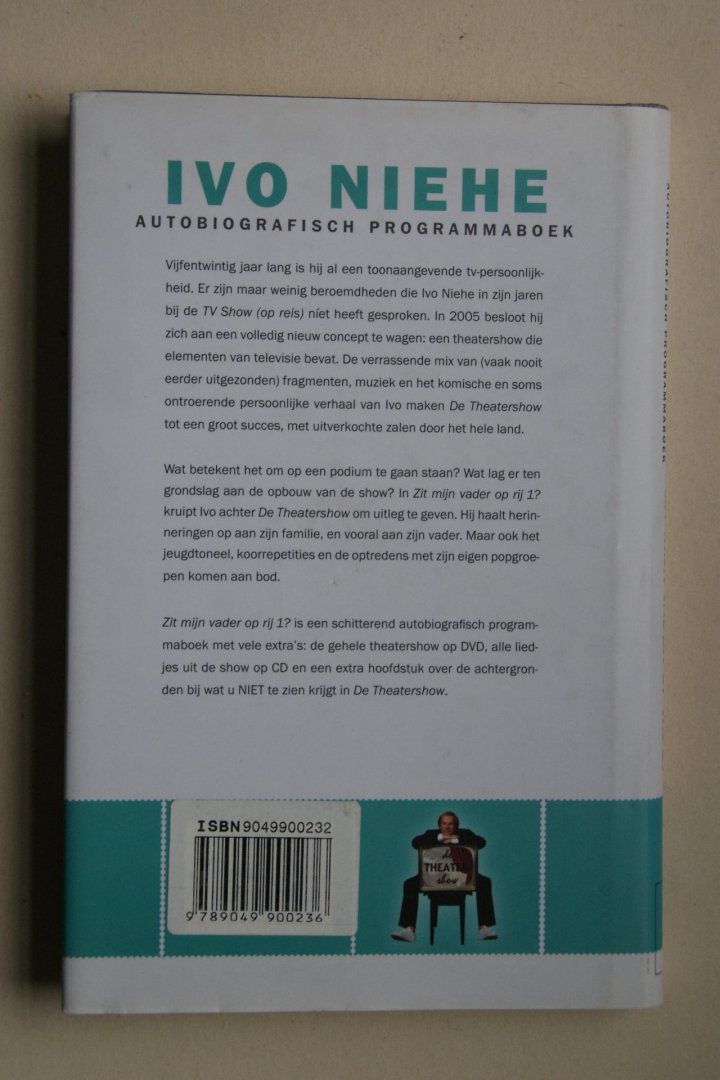 IVO NIEHE
AUTOBIOGRAFISCH PROGRAMMABOEK
Vijfentwintig jaar lang is hij al een toonaangevende tv-persoonlijk-
heid. Er zijn maar weinig beroemdheden die Ivo Niehe in zijn jaren
bij de TV Show (op reis) níet heeft gesproken. In 2005 besloot hij
zich aan een volledig nieuw concept te wagen: een theatershow die
elementen van televisie bevat. De verrassende mix van (vaak nooit
eerder uitgezonden) fragmenten, muziek en het komische en soms
ontroerende persoonlijke verhaal van Ivo maken De Theatershow
tot een groot succes, met uitverkochte zalen door het hele land.
Wat betekent het om op een podium te gaan staan? Wat lag er ten
grondslag aan de opbouw van de show? In Zit mijn vader op rij 1?
kruipt Ivo achter De Theatershow om uitleg te geven. Hij haalt herin-
neringen op aan zijn familie, en vooral aan zijn vader. Maar ook het
jeugdtoneel, koorrepetities en de optredens met zijn eigen popgroe-
pen komen aan bod.
Zit mijn vader op rij 1? is een schitterend autobiografisch program-
maboek met vele extra's: de gehele theatershow op DVD, alle lied-
jes uit de show op CD en een extra hoofdstuk over de achtergron-
den bij wat u NIET te zien krijgt in De Theatershow.
ISBN 9049900232
9 789049 900236
de
THEATER
show
AUTOBIOGRAFISCH PROGRAMMABOEK